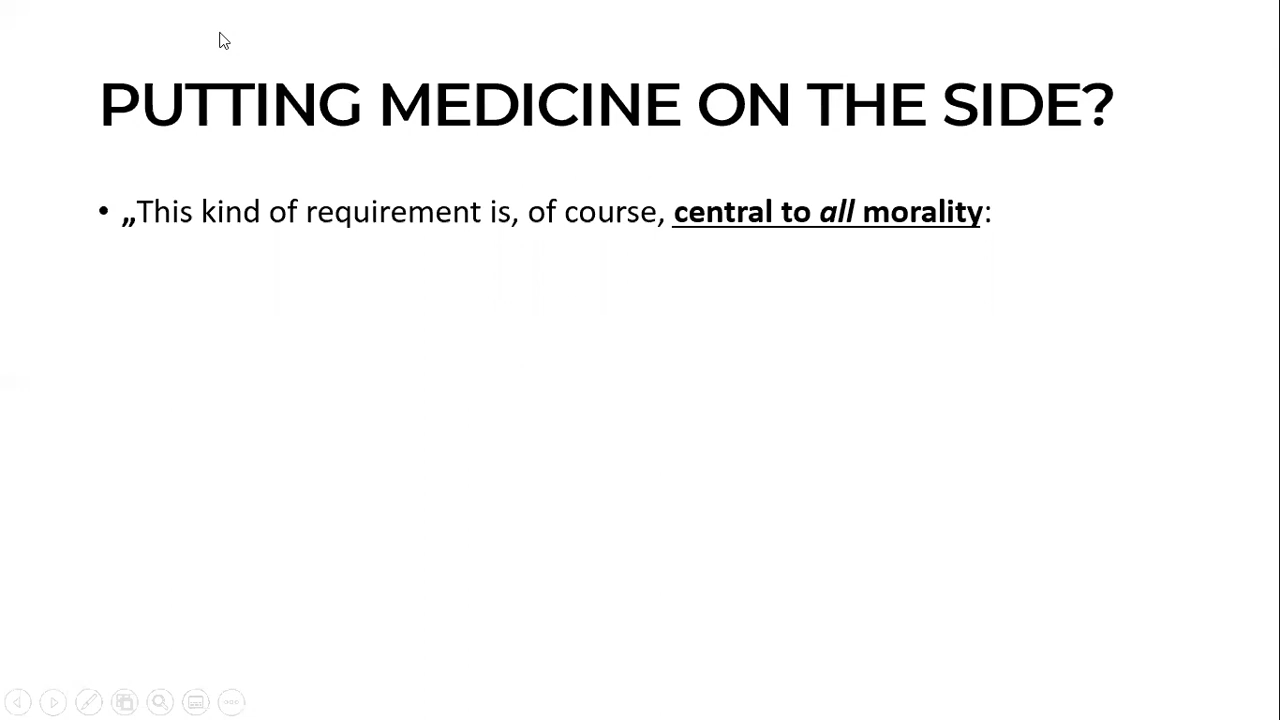 PUTTING MEDICINE ON THE SIDE?
• „This kind of requirement is, of course, central to all morality: